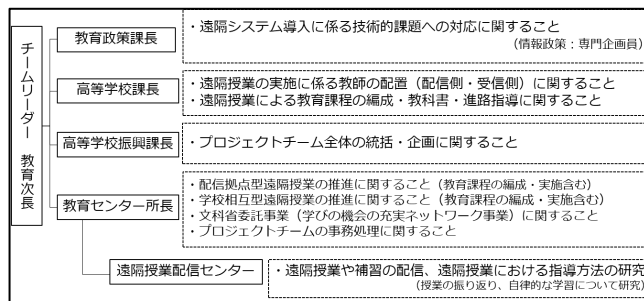 チームリーダー 教育次長
教育政策課長
・遠隔システム導入に係る技術的課題への対応に関すること
(情報政策:専門企画員)
高等学校課長
・遠隔授業の実施に係る教師の配置(配信側・受信側)に関すること
・遠隔授業による教育課程の編成・教科書・進路指導に関すること
高等学校振興課長
・プロジェクトチーム全体の統括・企画に関すること
教育センター所長
・配信拠点型遠隔授業の推進に関すること(教育課程の編成・実施含む)
・学校相互型遠隔授業の推進に関すること(教育課程の編成・実施含む)
・文科省委託事業(学びの機会の充実ネットワーク事業)に関すること
・プロジェクトチームの事務処理に関すること
遠隔授業配信センター
・遠隔授業や補習の配信、遠隔授業における指導方法の研究
(授業の振り返り、自律的な学習について研究)